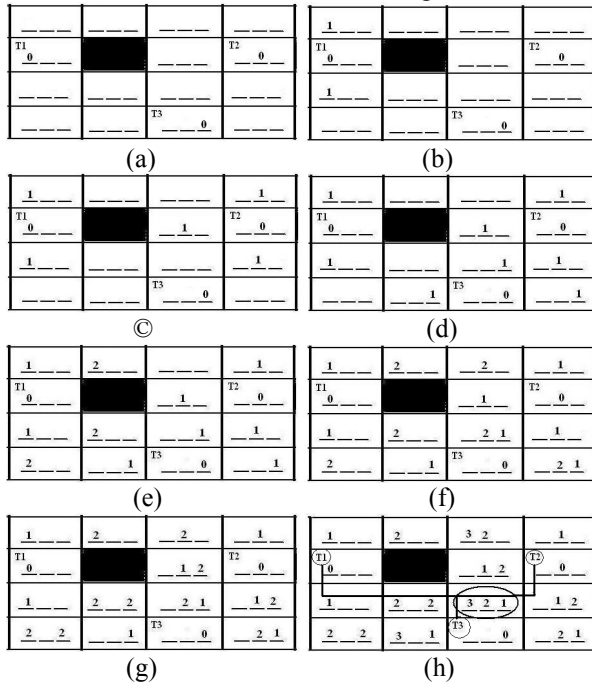 1
T1 T2 T1 T2
0 0 0 0
1
T3 T3
0 0
(a) (b)
1 1 1 1
T1 T2 T1 T2
0 1 0 0 1 0
1 1 1 1 1
T3 T3
0 1 0 1
© (d)
1 2 1 1 2 2 1
T1 T2 T1 T2
0 1 0 0 1 0
1 2 1 1 1 2 2 1 1
T3 T3
2 1 0 1 2 1 0 2 1
(e) (f)
1 2 2 1 1 2 3 2 1
T1 T2 T1 T2
0 1 2 0 0 1 2 0
1 2 2 2 1 1 2 1 2 2 3 2 1 1 2
T3 T3
2 2 1 0 2 1 2 2 3 1 0 2 1
(g) (h)